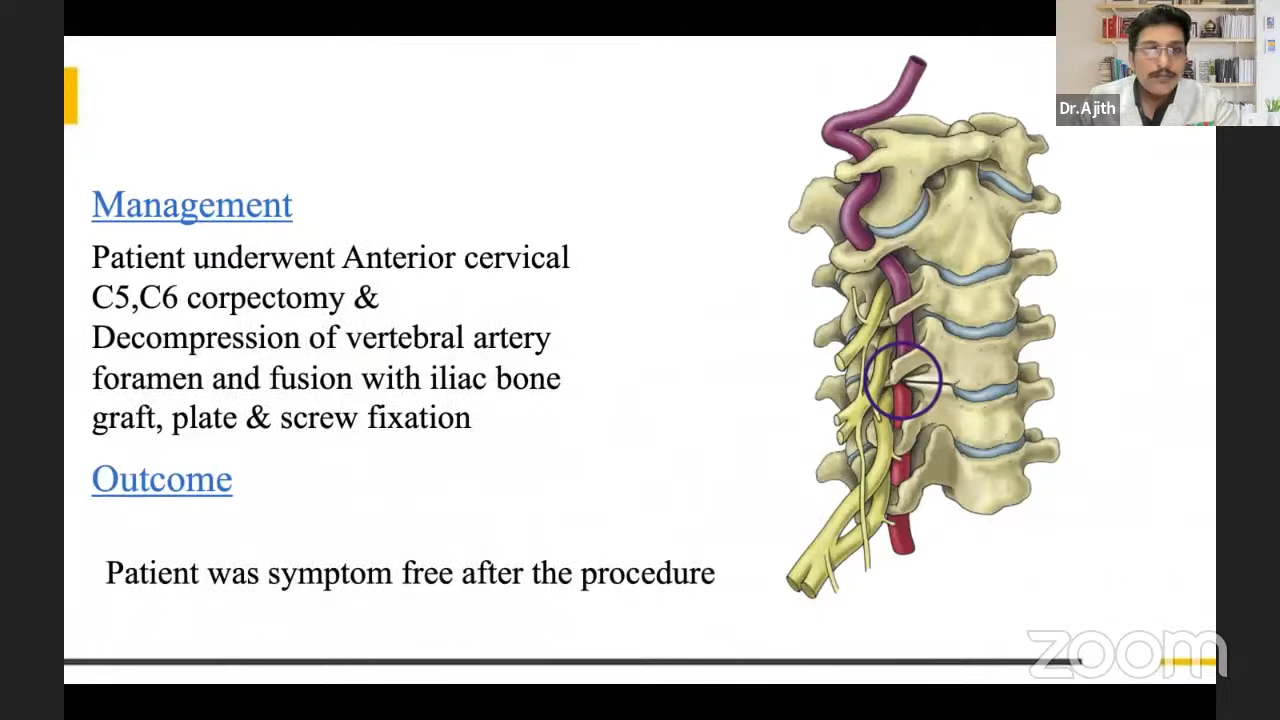 Dr.Ajith
Management
Patient underwent Anterior cervical
C5,C6 corpectomy &
Decompression of vertebral artery
foramen and fusion with iliac bone
graft, plate & screw fixation
Outcome
Patient was symptom free after the procedure
zoom